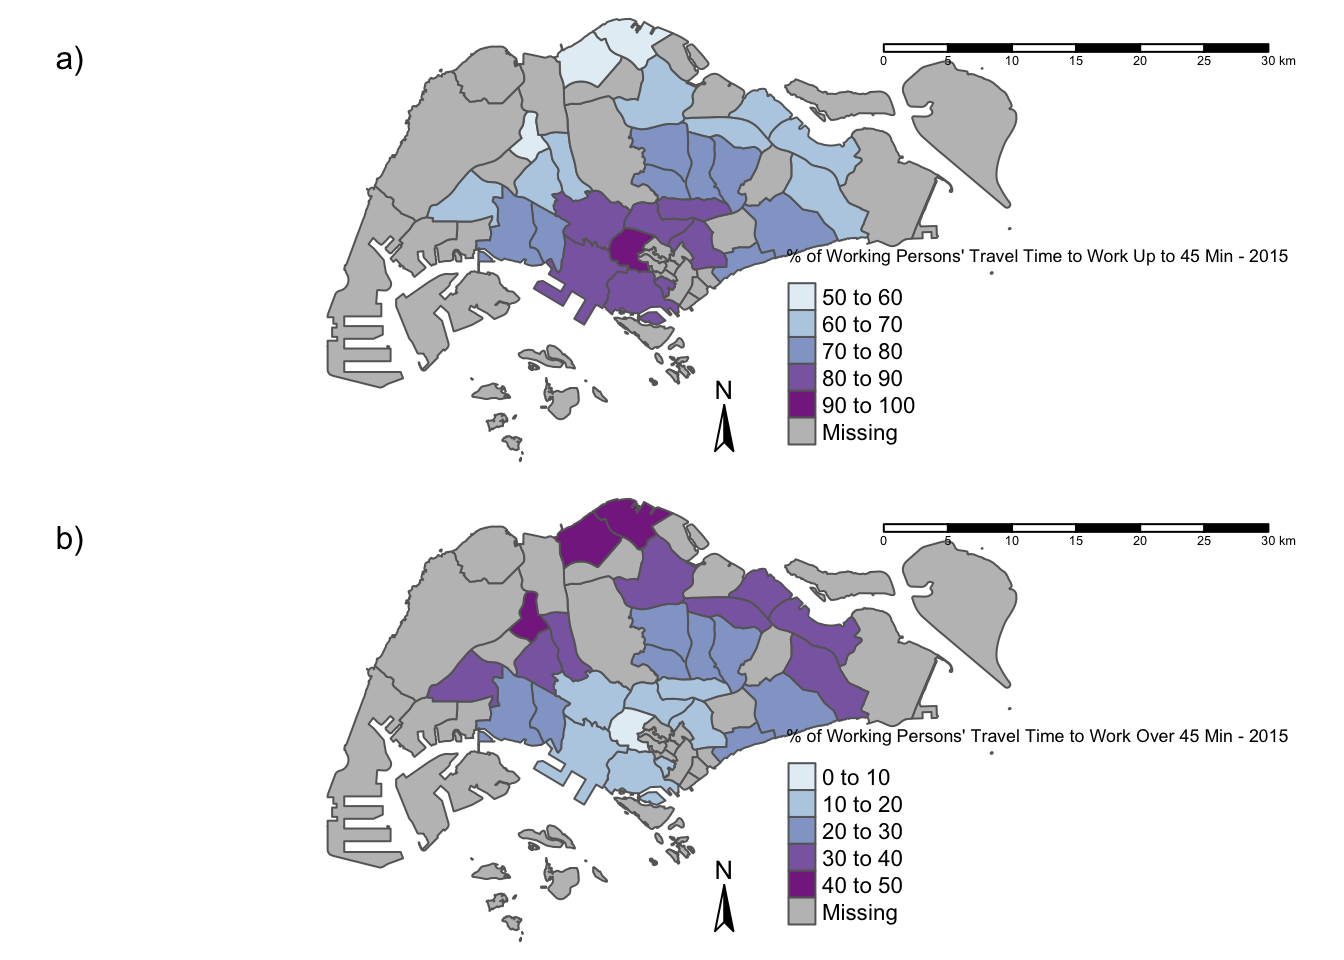 a)
0 5 10 15 20 25 30 km
% of Working Persons' Travel Time to Work Up to 45 Min - 2015
50 to 60
60 to 70
70 to 80
80 to 90
90 to 100
Missing
N
b)
0 5 10 15 20 25 30 km
% of Working Persons' Travel Time to Work Over 45 Min - 2015
0 to 10
10 to 20
20 to 30
30 to 40
40 to 50
Missing
N